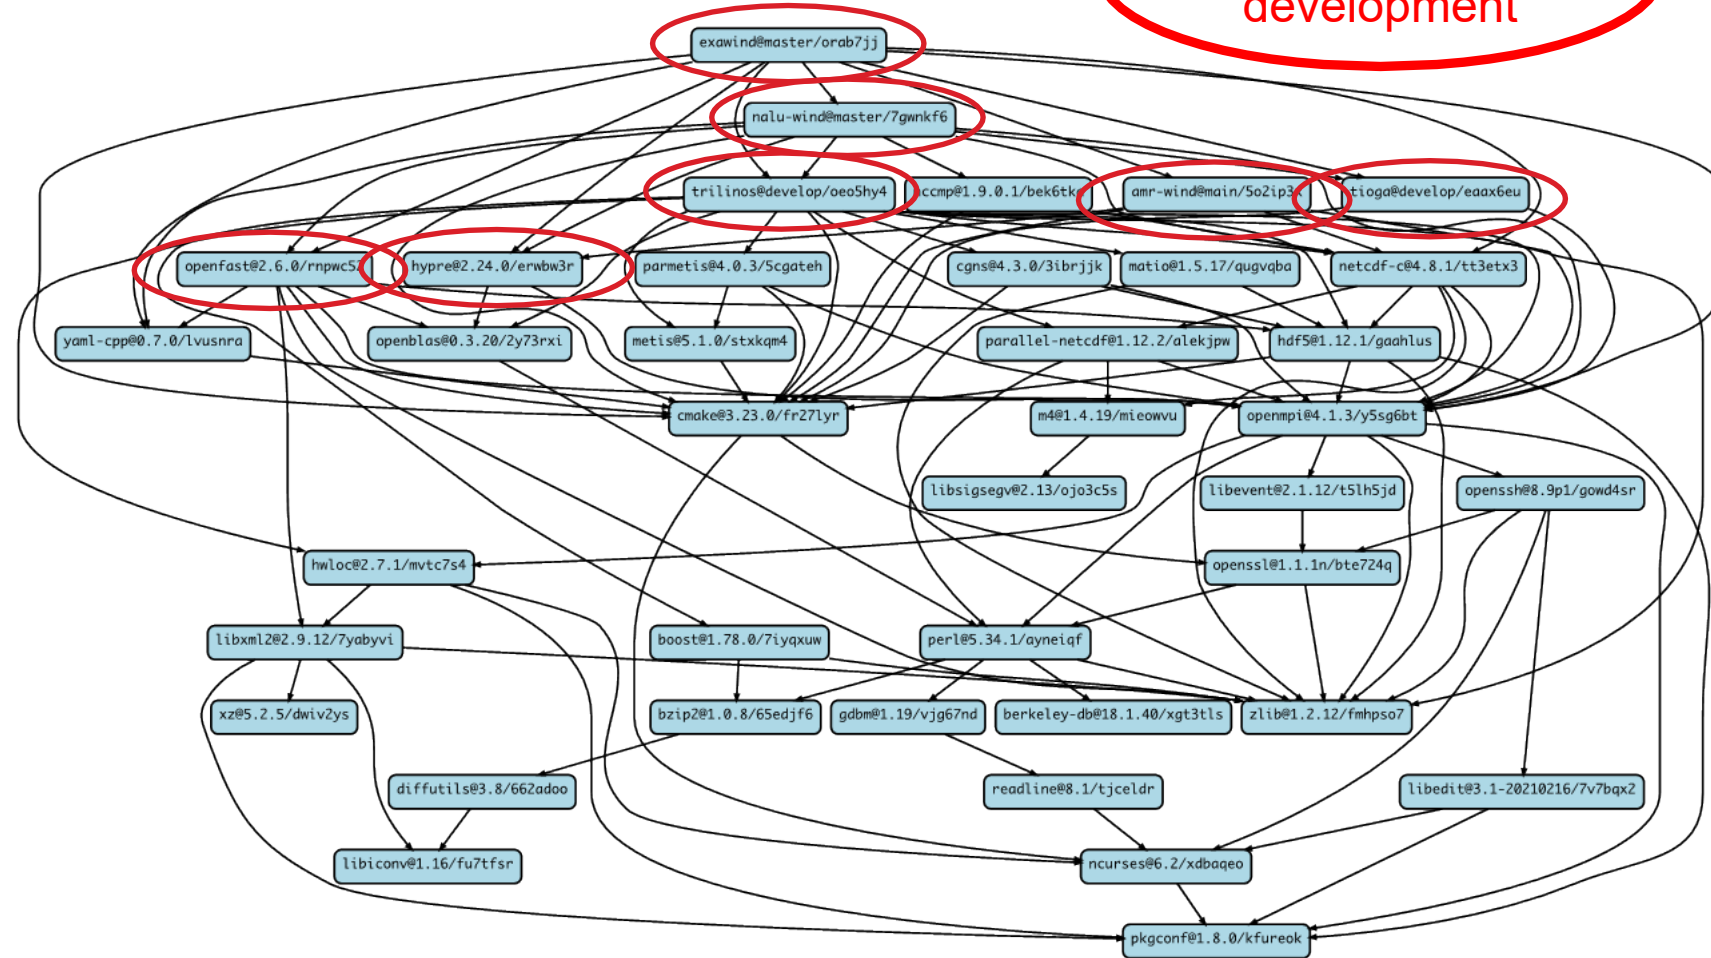 development
exawind@master/orab7jj
nalu-wind@master/7gwnkf6
trilinos@develop/oeo5hy4
amr-wind@main/5o2ip3
tioga@develop/eaax6eu
openfast@2.6.0/rnpwc5
hypre@2.24.0/erwbw3r
parmetis@4.0.3/5cgateh
cgns@4.3.0/3ibrjjk
matio@1.5.17/qugvqba
netcdf-c@4.8.1/tt3etx3
yaml-cpp@0.7.0/lvusnra
openblas@0.3.20/2y73rxi
metis@5.1.0/stxkqm4
parallel-netcdf@1.12.2/alekjpw
hdf5@1.12.1/gaahlus
cmake@3.23.0/fr27lyr
m4@1.4.19/mieowvu
openmpi@4.1.3/y5sg6bt
libsigsegv@2.13/ojo3c5s
libevent@2.1.12/t5lh5jd
openssh@8.9p1/gowd4sr
hwloc@2.7.1/mvtc7s4
openssl@1.1.1n/bte724q
libxml2@2.9.12/7yabyvi
boost@1.78.0/7iyqxuw
perl@5.34.1/ayneiqf
xz@5.2.5/dwiv2ys
bzip2@1.0.8/65edjf6
gdbm@1.19/vjg67nd
berkeley-db@18.1.40/xgt3tls
zlib@1.2.12/fmhpso7
diffutils@3.8/662adoo
readline@8.1/tjceldr
libedit@3.1-20210216/7v7bqx2
libiconv@1.16/fu7tfsr
ncurses@6.2/xdbaqeo
pkgconf@1.8.0/kfureok